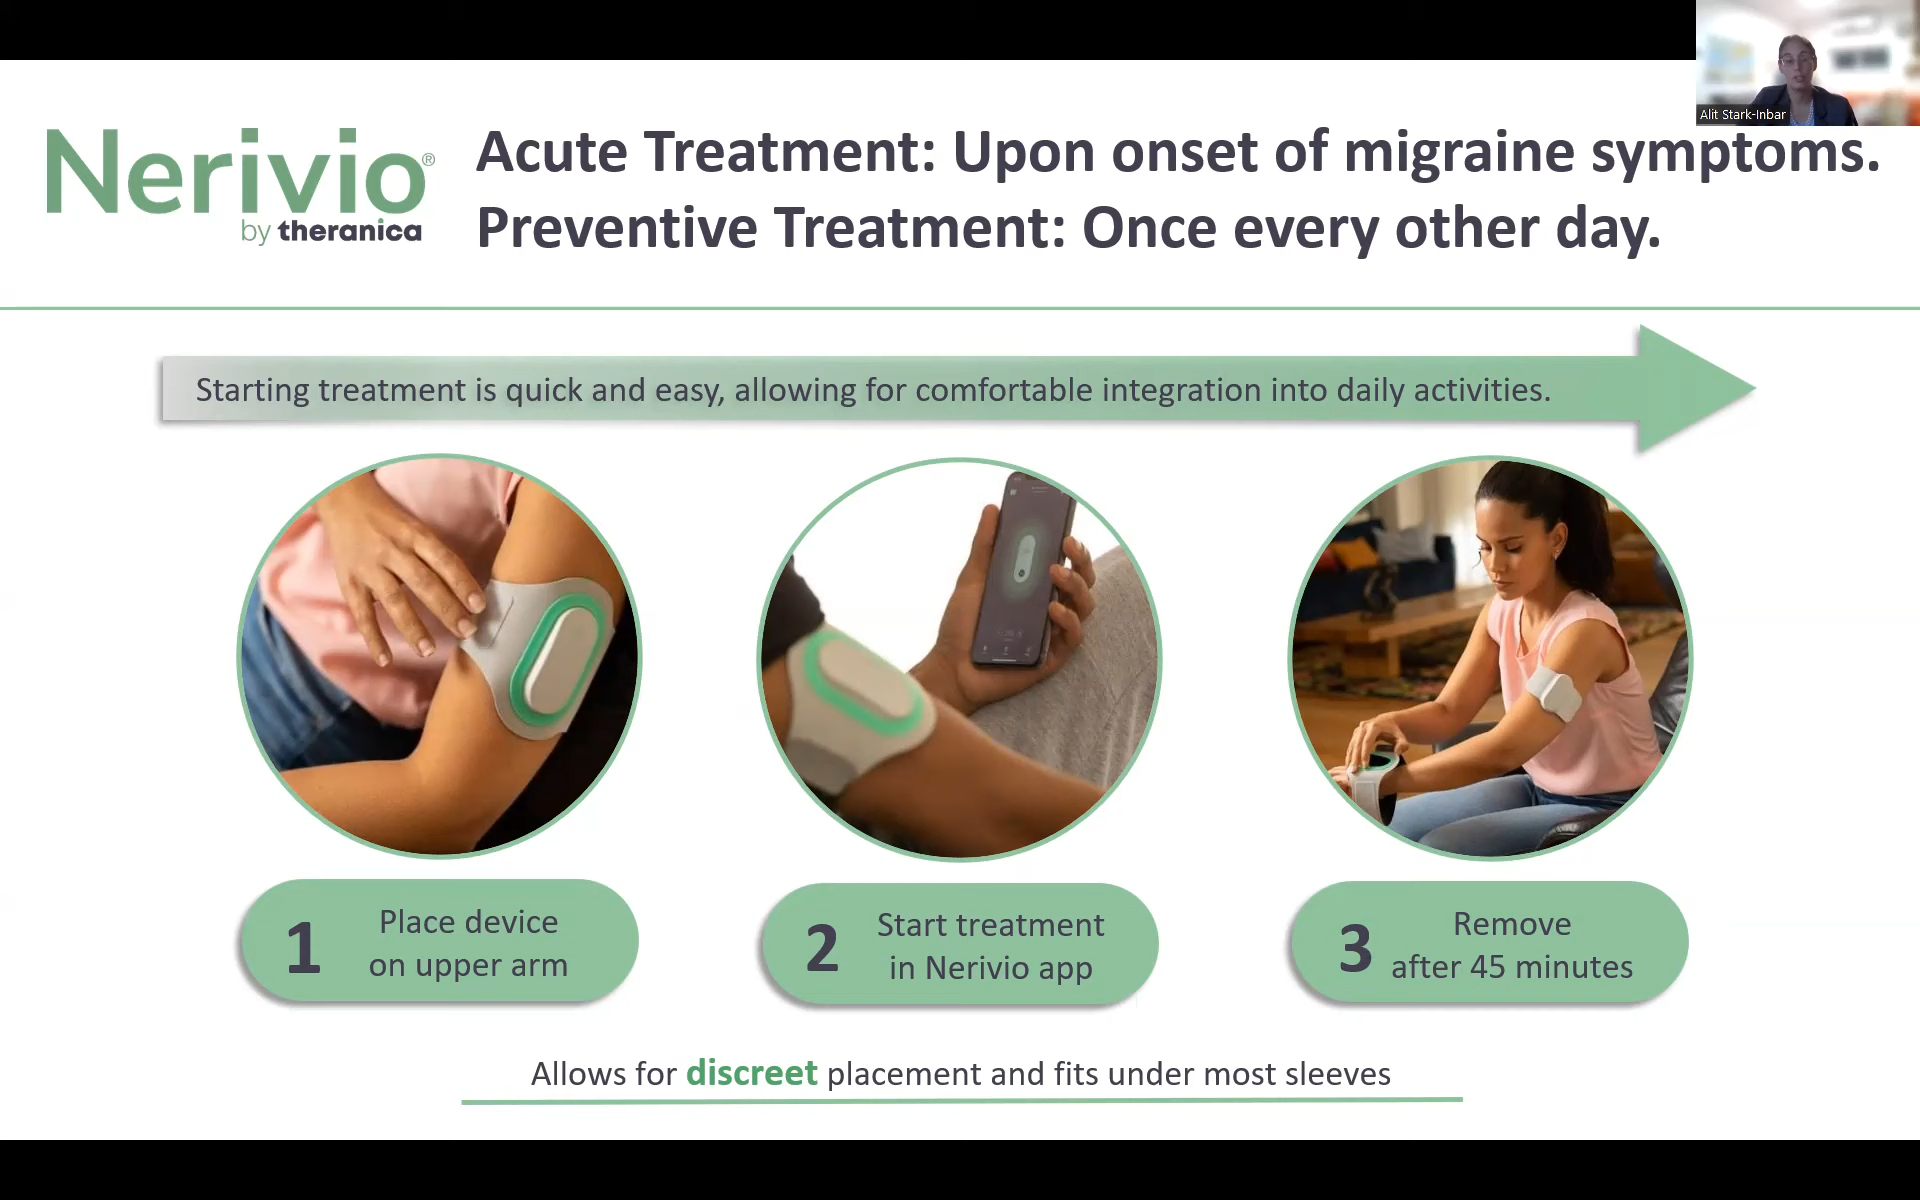 Alit Stark-Inbar
Nerivio®
by theranica
Acute Treatment: Upon onset of migraine symptoms.
Preventive Treatment: Once every other day.
Starting treatment is quick and easy, allowing for comfortable integration into daily activities.
1
Place device
on upper arm
2
Start treatment
in Nerivio app
3
Remove
after 45 minutes
Allows for discreet placement and fits under most sleeves